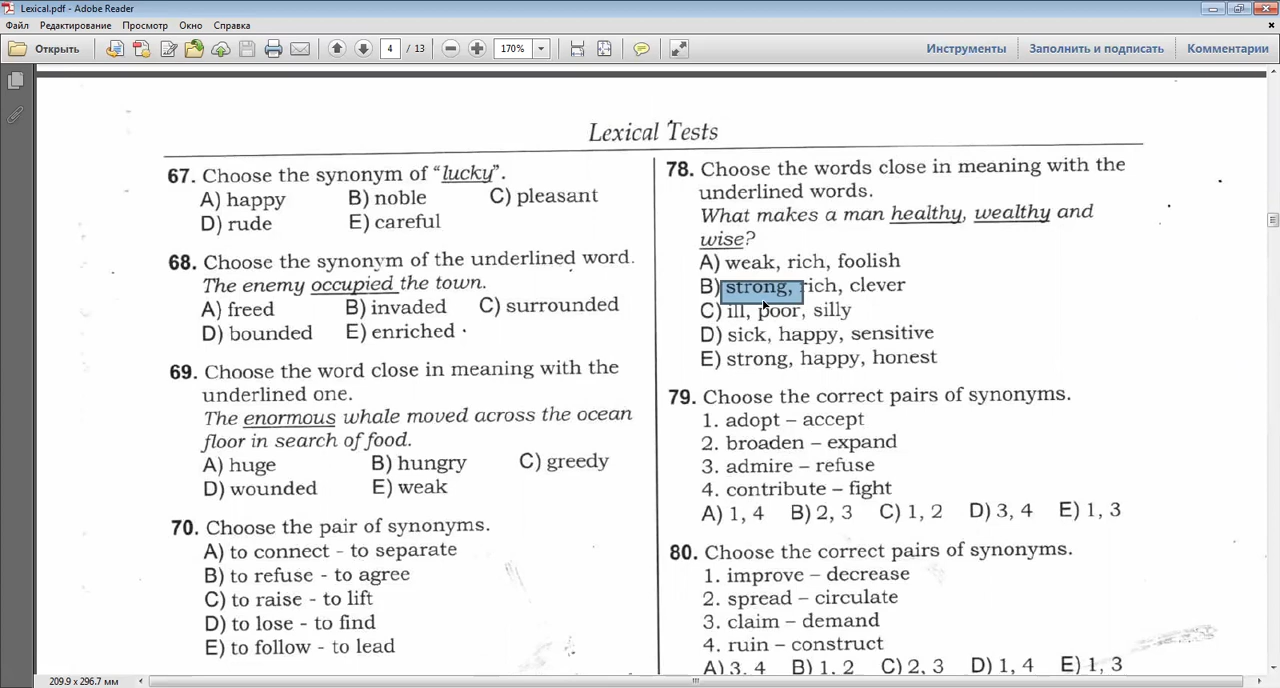 Lexical.pdf - Adobe Reader
Файл Редактирование Просмотр Окно Справка
Открыть 4 / 13 170% Инструменты Заполнить и подписать Комментарии
Lexical Tests
67. Choose the synonym of “lucky”.
A) happy B) noble C) pleasant
D) rude E) careful
68. Choose the synonym of the underlined word.
The enemy occupied the town.
A) freed B) invaded C) surrounded
D) bounded E) enriched
69. Choose the word close in meaning with the
underlined one.
The enormous whale moved across the ocean
floor in search of food.
A) huge B) hungry C) greedy
D) wounded E) weak
70. Choose the pair of synonyms.
A) to connect - to separate
B) to refuse - to agree
C) to raise - to lift
D) to lose - to find
E) to follow - to lead
78. Choose the words close in meaning with the
underlined words.
What makes a man healthy, wealthy and
wise?
A) weak, rich, foolish
B) strong, rich, clever
C) ill, poor, silly
D) sick, happy, sensitive
E) strong, happy, honest
79. Choose the correct pairs of synonyms.
1. adopt – accept
2. broaden – expand
3. admire – refuse
4. contribute – fight
A) 1, 4 B) 2, 3 C) 1, 2 D) 3, 4 E) 1, 3
80. Choose the correct pairs of synonyms.
1. improve – decrease
2. spread – circulate
3. claim – demand
4. ruin – construct
A) 3, 4 B) 1, 2 C) 2, 3 D) 1, 4 E) 1, 3
209.9 x 296.7 мм